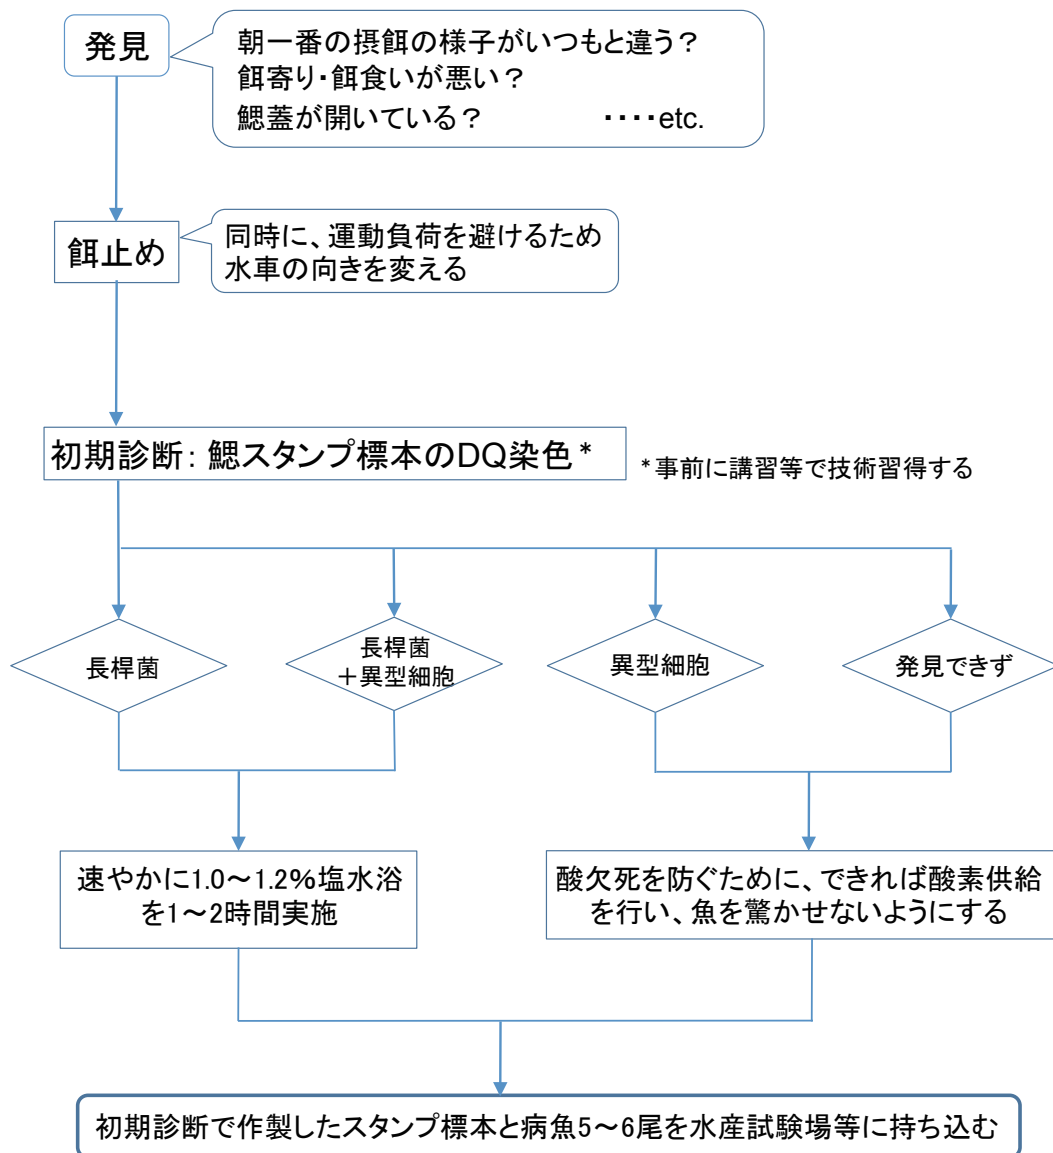 発見
朝一番の摂餌の様子がいつもと違う？
餌寄り・餌食いが悪い？
鰓蓋が開いている？ ････etc.
餌止め
同時に、運動負荷を避けるため
水車の向きを変える
初期診断：鰓スタンプ標本のDQ染色*
*事前に講習等で技術習得する
長桿菌
長桿菌
＋異型細胞
異型細胞
発見できず
速やかに1.0～1.2%塩水浴
を1～2時間実施
酸欠死を防ぐために、できれば酸素供給
を行い、魚を驚かせないようにする
初期診断で作製したスタンプ標本と病魚5～6尾を水産試験場等に持ち込む